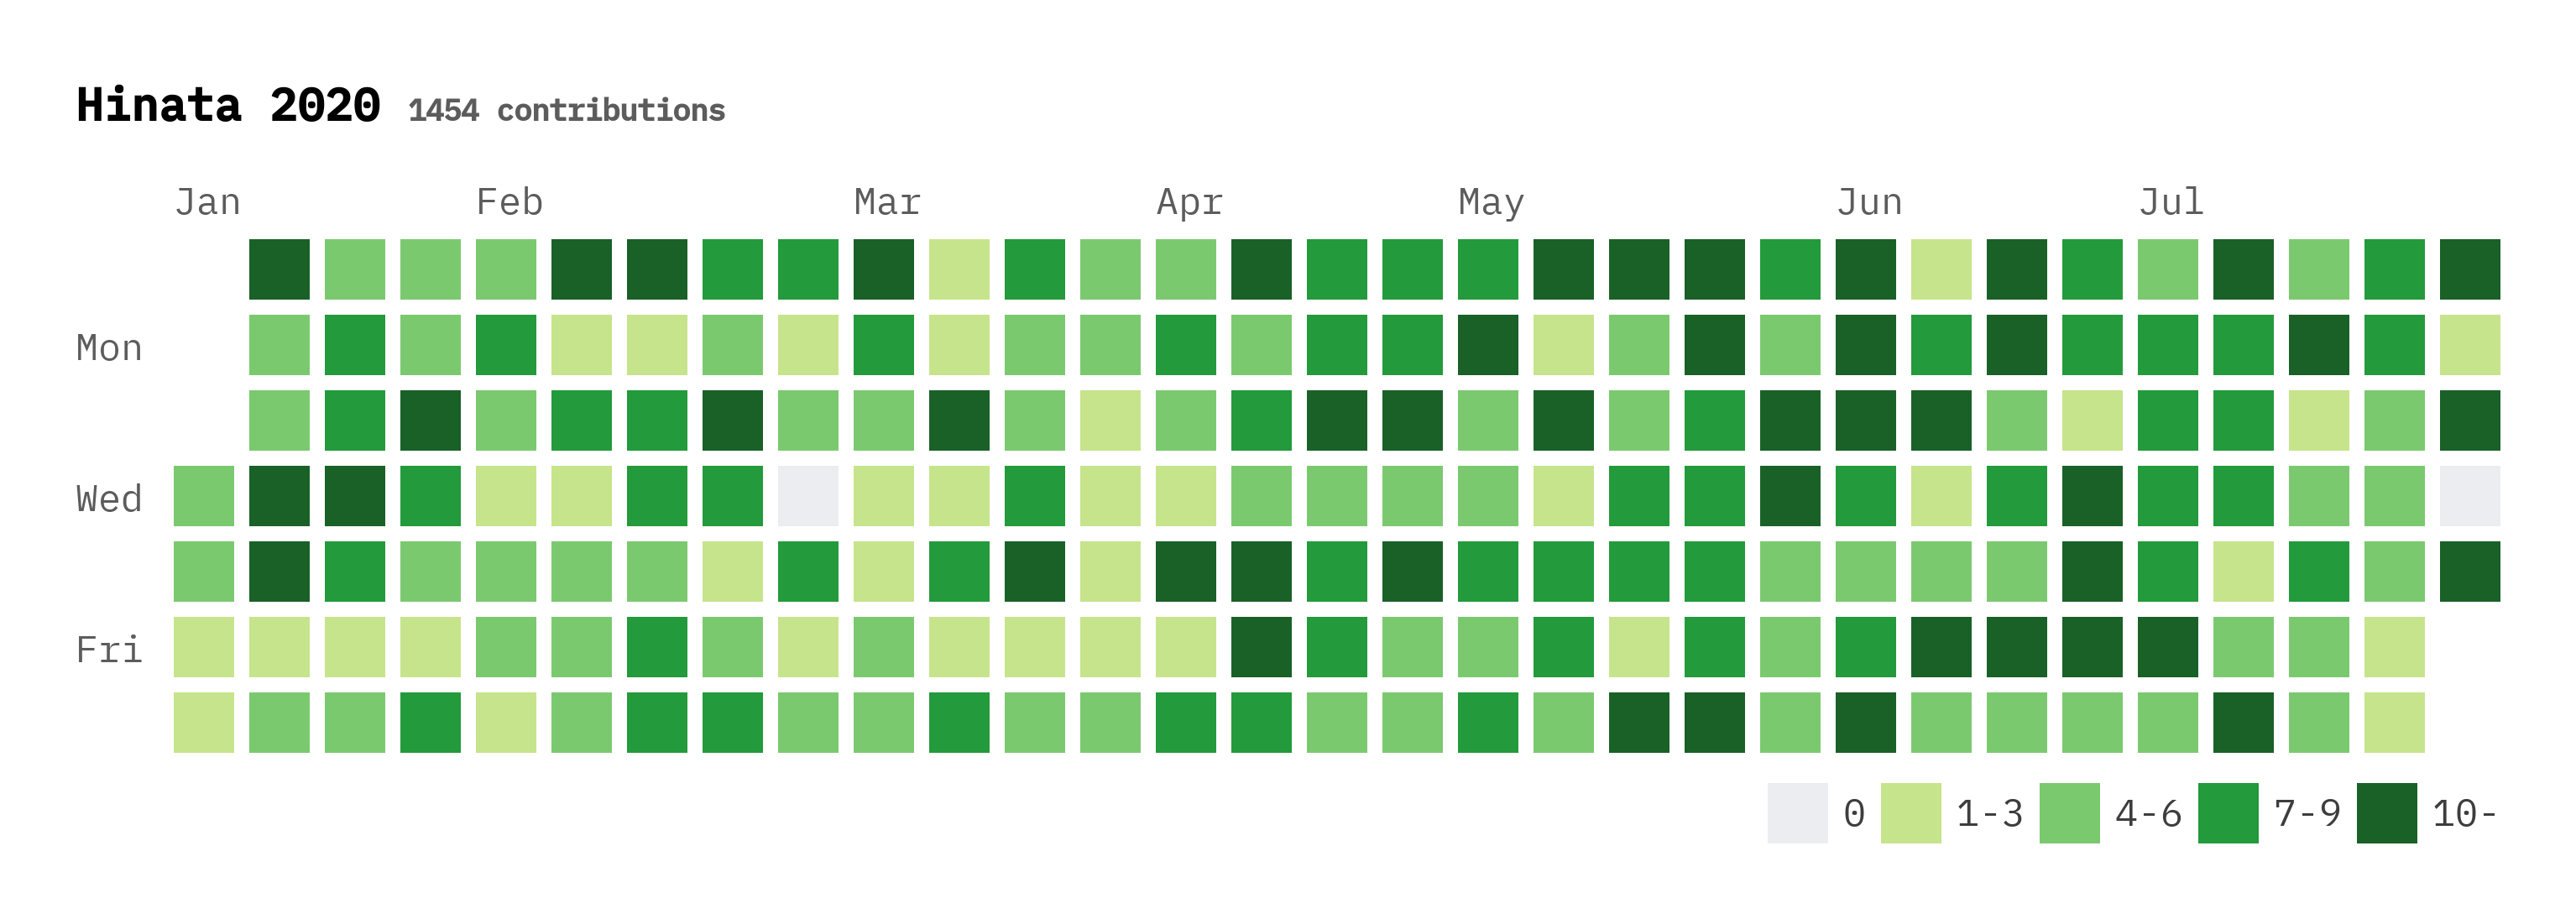 Hinata 2020 1454 contributions
Jan Feb Mar Apr May Jun Jul
Mon
Wed
Fri
0 1-3 4-6 7-9 10-